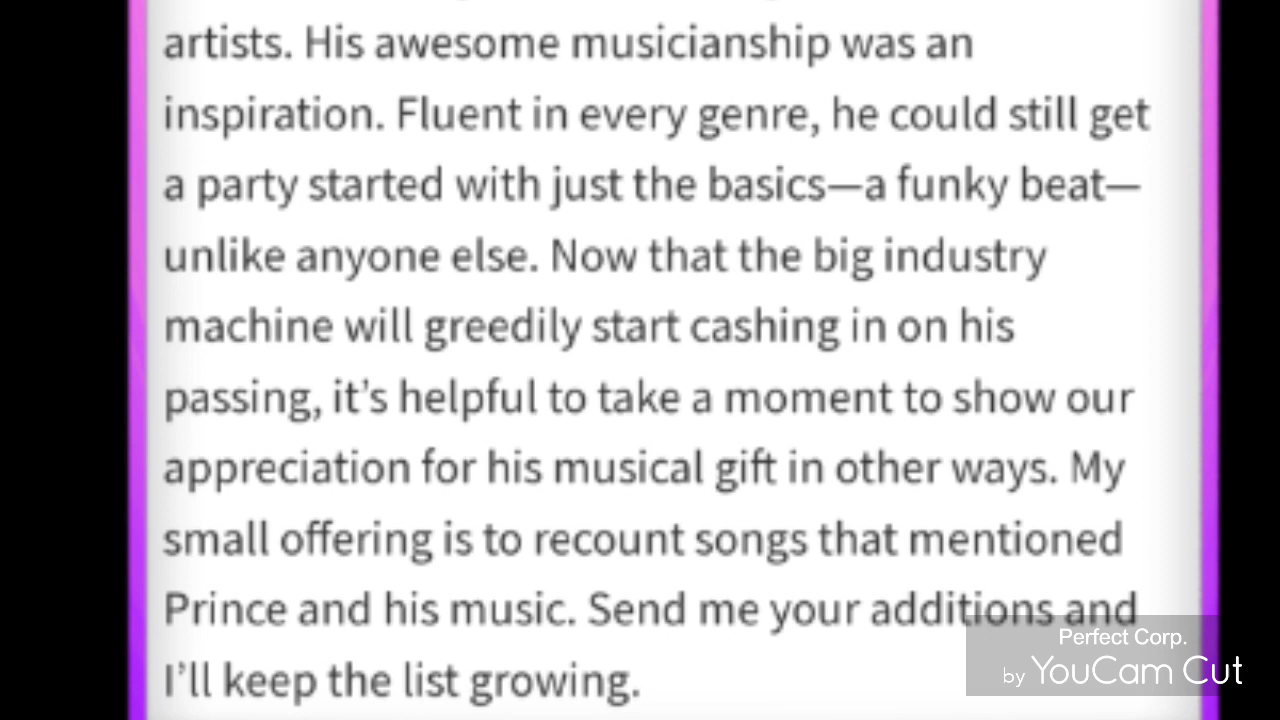 artists. His awesome musicianship was an
inspiration. Fluent in every genre, he could still get
a party started with just the basics—a funky beat—
unlike anyone else. Now that the big industry
machine will greedily start cashing in on his
passing, it’s helpful to take a moment to show our
appreciation for his musical gift in other ways. My
small offering is to recount songs that mentioned
Prince and his music. Send me your additions and
I’ll keep the list growing.
Perfect Corp.
by YouCam Cut